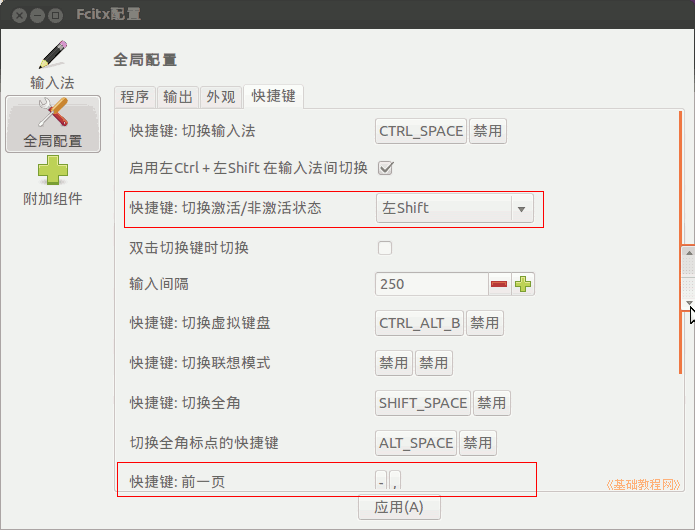 Fcitx配置
输入法
全局配置
附加组件
全局配置
程序 输出 外观 快捷键
快捷键: 切换输入法 CTRL_SPACE 禁用
启用左Ctrl + 左Shift 在输入法间切换
快捷键: 切换激活/非激活状态 左Shift
双击切换键时切换
输入间隔 250
快捷键: 切换虚拟键盘 CTRL_ALT_B 禁用
快捷键: 切换联想模式 禁用 禁用
快捷键: 切换全角 SHIFT_SPACE 禁用
切换全角标点的快捷键 ALT_SPACE 禁用
快捷键: 前一页 - ,
《基础教程网》
应用(A)